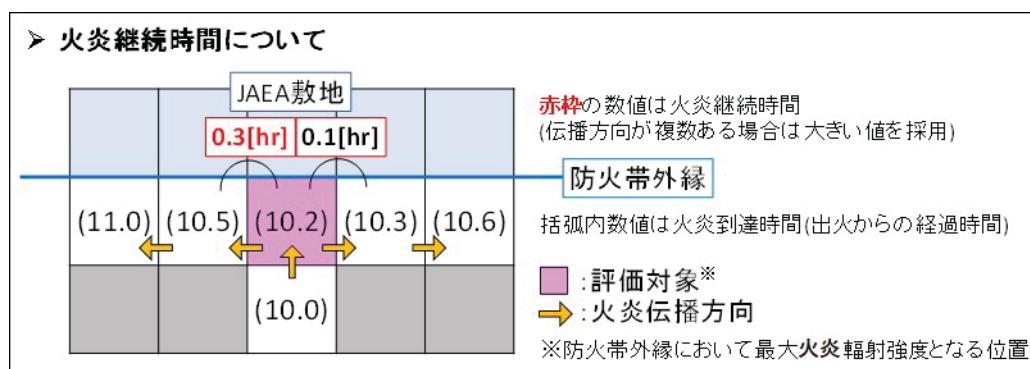 ➢ 火炎継続時間について
JAEA敷地
0.3[hr] 0.1[hr]
赤枠の数値は火炎継続時間
(伝播方向が複数ある場合は大きい値を採用)
防火帯外縁
(11.0) (10.5) (10.2) (10.3) (10.6)
括弧内数値は火炎到達時間(出火からの経過時間)
:評価対象※
(10.0)
:火炎伝播方向
※防火帯外縁において最大火炎輻射強度となる位置